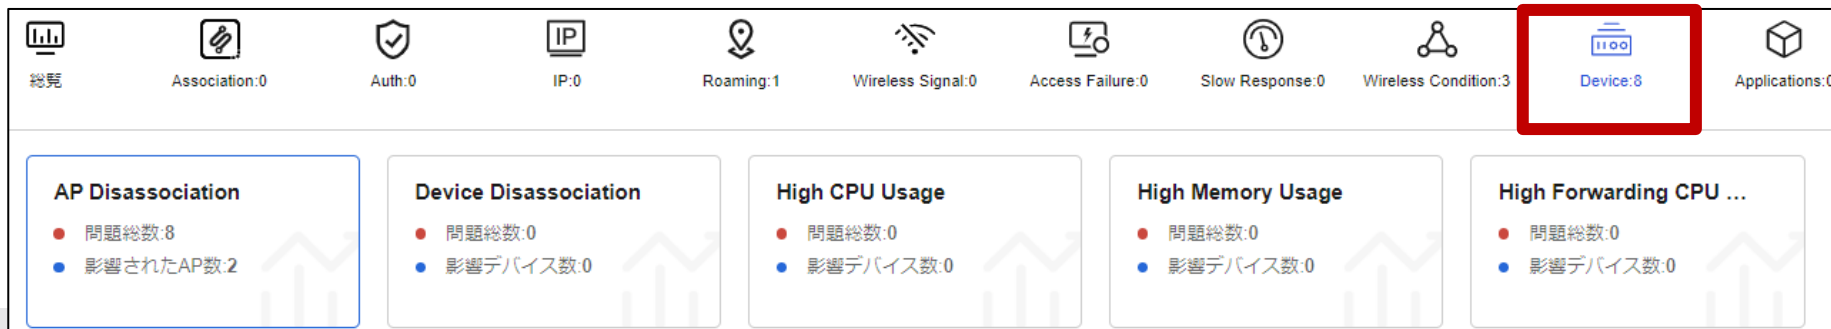 総覧
Association:0
Auth:0
IP
IP:0
Roaming:1
Wireless Signal:0
Access Failure:0
Slow Response:0
Wireless Condition:3
1100
Device:8
Applications:0
AP Disassociation
問題総数:8
影響されたAP数:2
Device Disassociation
問題総数:0
影響デバイス数:0
High CPU Usage
問題総数:0
影響デバイス数:0
High Memory Usage
問題総数:0
影響デバイス数:0
High Forwarding CPU ...
問題総数:0
影響デバイス数:0